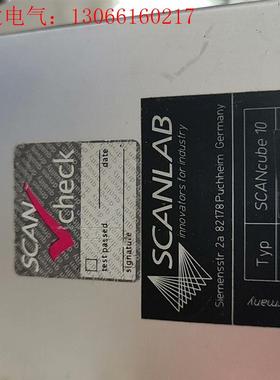 电气：13066160217
SCAN
check
test passed
date
signature
SCANLAB
innovators for industry
Siemensstr. 2a 82178 Puchheim Germany
Typ
SCANcube 10